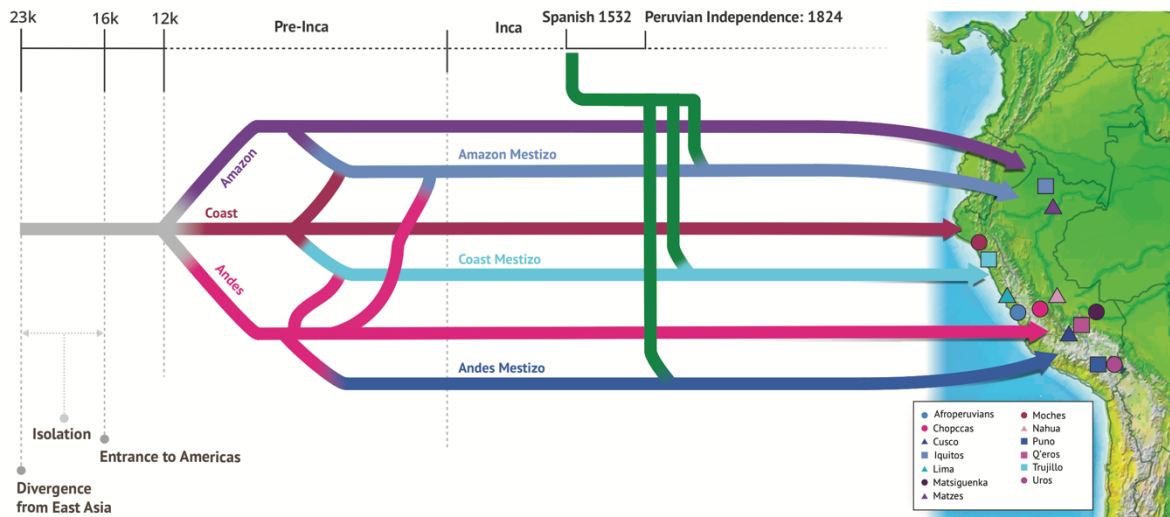 23k
16k
12k
Pre-Inca
Inca
Spanish 1532
Peruvian Independence: 1824
Amazon
Amazon Mestizo
Coast
Coast Mestizo
Andes
Andes Mestizo
Isolation
Entrance to Americas
Divergence
from East Asia
Afroperuvians
Chopccas
Cusco
Iquitos
Lima
Matsiguenka
Matzes
Moches
Nahua
Puno
Q'eros
Trujillo
Uros